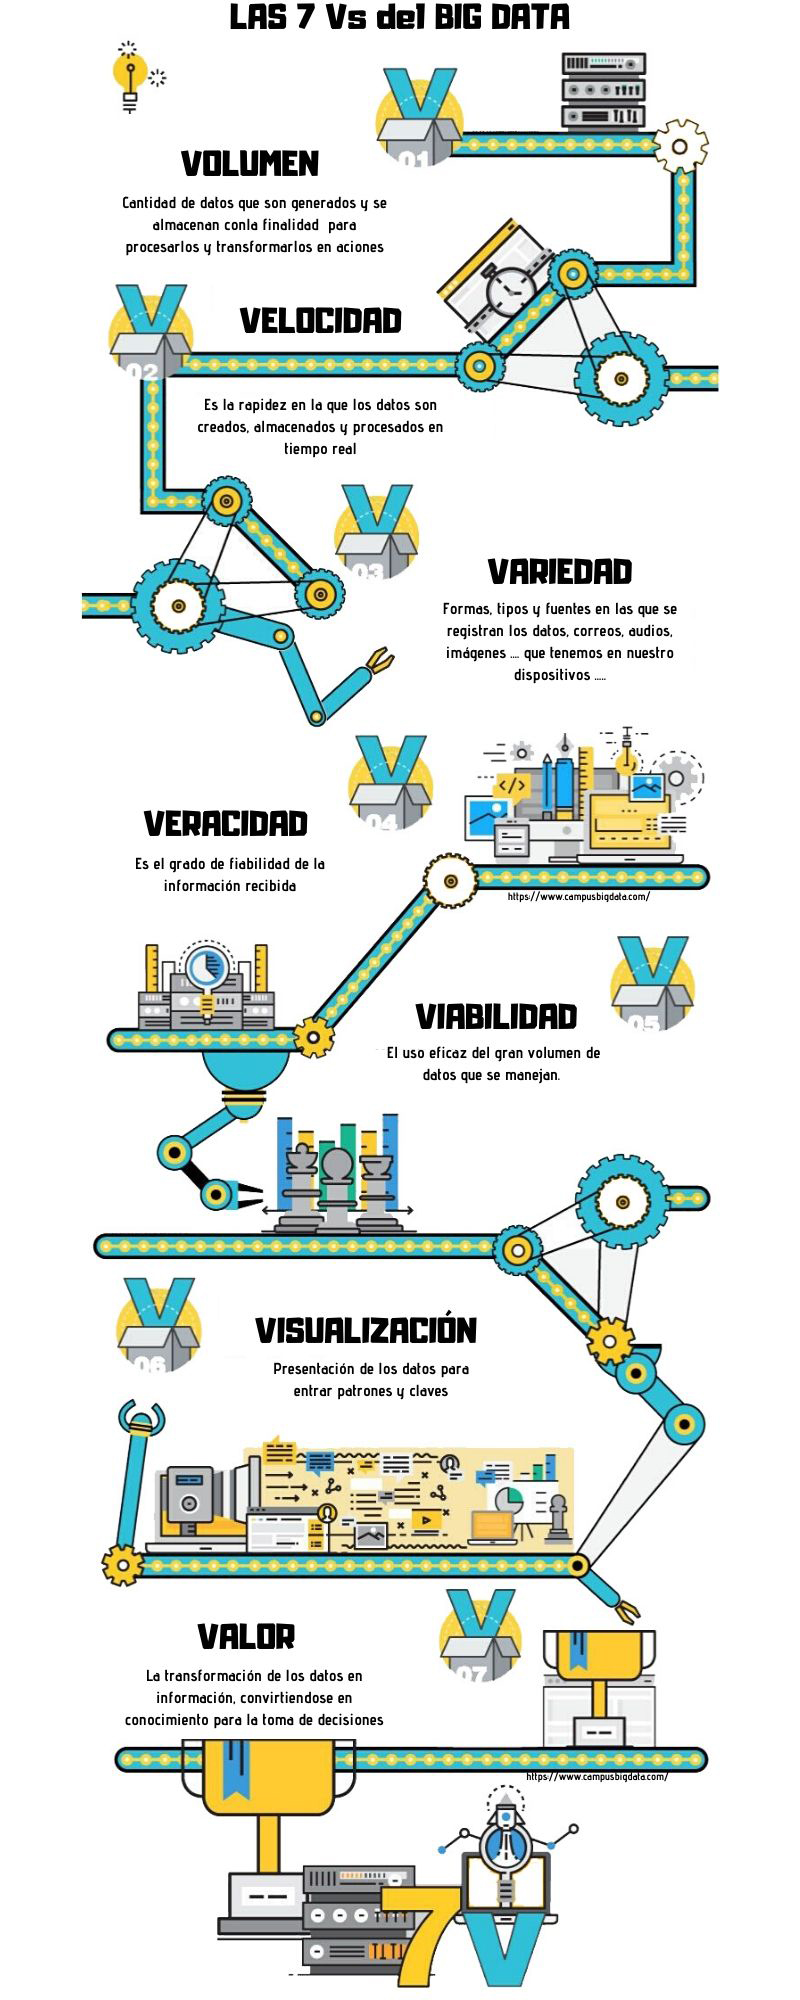 LAS 7 Vs del BIG DATA
01
VOLUMEN
Cantidad de datos que son generados y se
almacenan conla finalidad para
procesarlos y transformarlos en aciones
VELOCIDAD
02
Es la rapidez en la que los datos son
creados, almacenados y procesados en
tiempo real
03
VARIEDAD
Formas, tipos y fuentes en las que se
registran los datos, correos, audios,
imágenes .... que tenemos en nuestro
dispositivos .....
</>
04
VERACIDAD
Es el grado de fiabilidad de la
información recibida
https://www.campusbigdata.com/
05
VIABILIDAD
El uso eficaz del gran volumen de
datos que se manejan.
06
VISUALIZACIÓN
Presentación de los datos para
entrar patrones y claves
07
VALOR
La transformación de los datos en
información, convirtiendose en
conocimiento para la toma de decisiones
https://www.campusbigdata.com/
7V